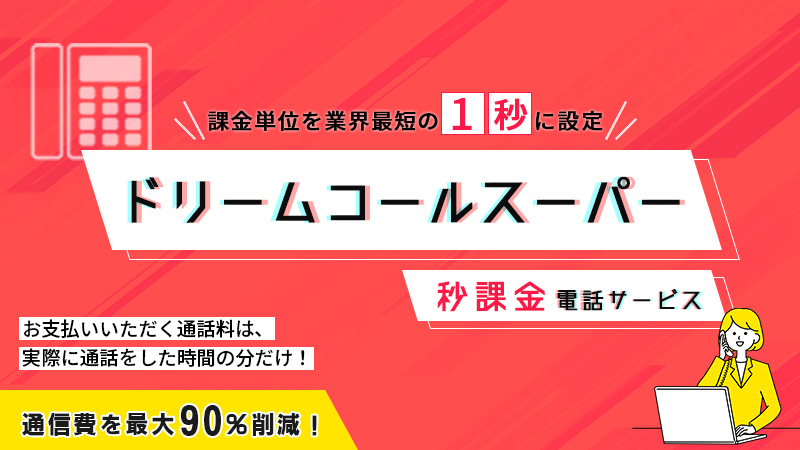 課金単位を業界最短の1秒に設定
ドリームコールスーパー
秒課金 電話サービス
お支払いいただく通話料は、
実際に通話をした時間の分だけ！
通信費を最大90%削減！